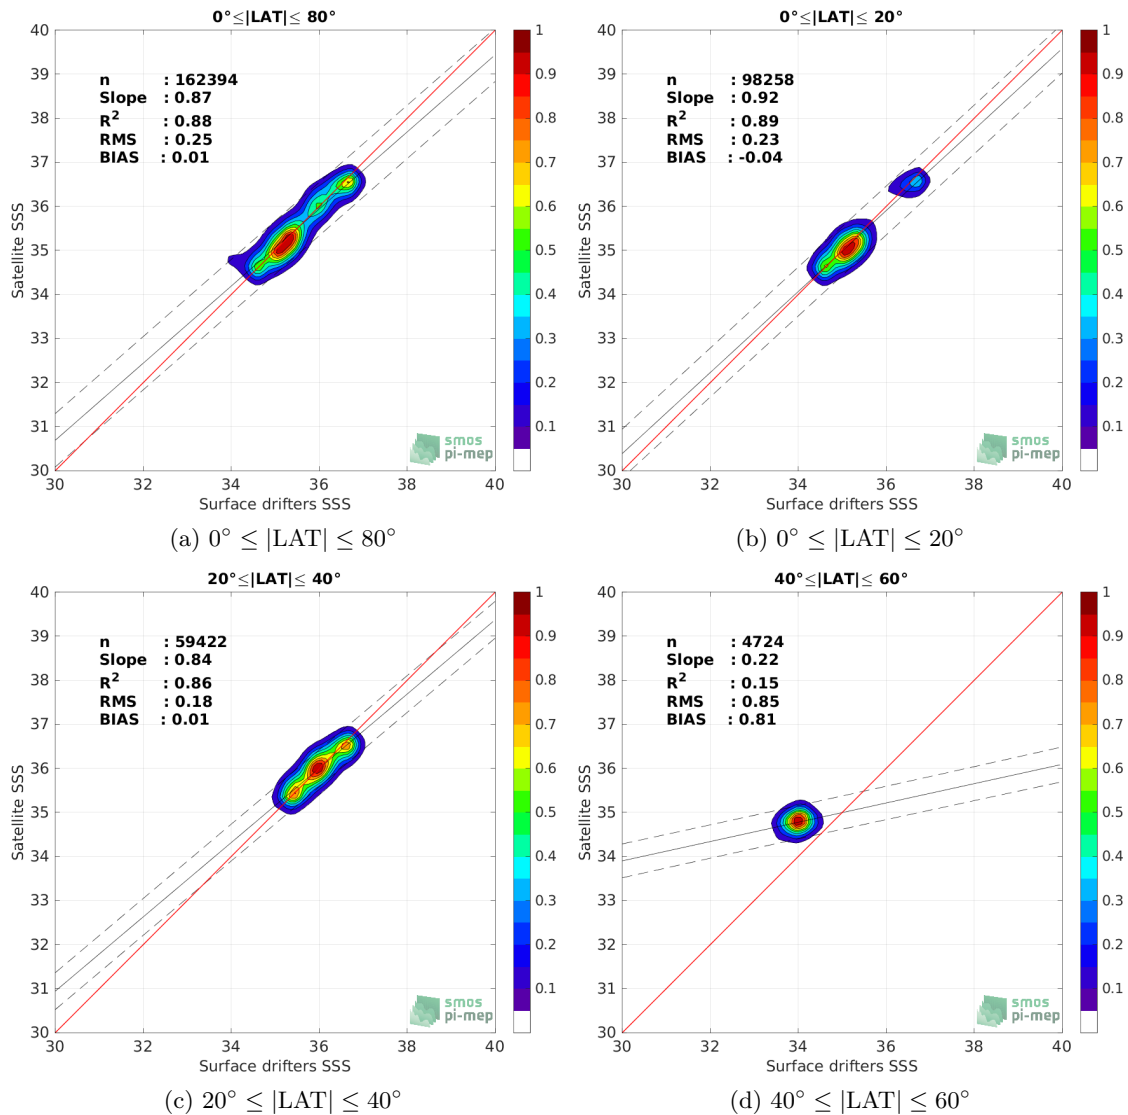 0°≤|LAT|≤ 80°
n : 162394
Slope : 0.87
R² : 0.88
RMS : 0.25
BIAS : 0.01
40
39
38
37
36
35
34
33
32
31
30
30
32
34
36
38
40
Satellite SSS
Surface drifters SSS
1
0.9
0.8
0.7
0.6
0.5
0.4
0.3
0.2
0.1
smos
pi-mep
(a) 0° ≤ |LAT| ≤ 80°
0°≤|LAT|≤ 20°
n : 98258
Slope : 0.92
R² : 0.89
RMS : 0.23
BIAS : -0.04
40
39
38
37
36
35
34
33
32
31
30
30
32
34
36
38
40
Satellite SSS
Surface drifters SSS
1
0.9
0.8
0.7
0.6
0.5
0.4
0.3
0.2
0.1
smos
pi-mep
(b) 0° ≤ |LAT| ≤ 20°
20°≤|LAT|≤ 40°
n : 59422
Slope : 0.84
R² : 0.86
RMS : 0.18
BIAS : 0.01
40
39
38
37
36
35
34
33
32
31
30
30
32
34
36
38
40
Satellite SSS
Surface drifters SSS
1
0.9
0.8
0.7
0.6
0.5
0.4
0.3
0.2
0.1
smos
pi-mep
(c) 20° ≤ |LAT| ≤ 40°
40°≤|LAT|≤ 60°
n : 4724
Slope : 0.22
R² : 0.15
RMS : 0.85
BIAS : 0.81
40
39
38
37
36
35
34
33
32
31
30
30
32
34
36
38
40
Satellite SSS
Surface drifters SSS
1
0.9
0.8
0.7
0.6
0.5
0.4
0.3
0.2
0.1
smos
pi-mep
(d) 40° ≤ |LAT| ≤ 60°